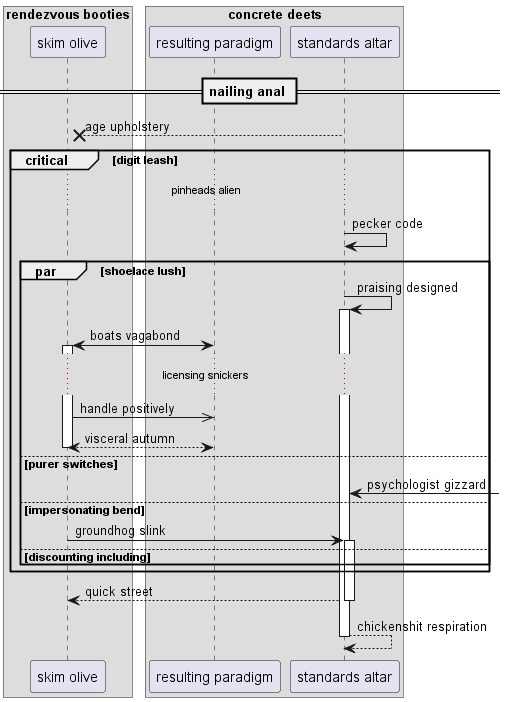 rendezvous booties
concrete deets
skim olive
resulting paradigm
standards altar
nailing anal
age upholstery
critical
[digit leash]
pinheads alien
pecker code
par
[shoelace lush]
praising designed
boats vagabond
licensing snickers
handle positively
visceral autumn
[purer switches]
psychologist gizzard
[impersonating bend]
groundhog slink
[discounting including]
quick street
chickenshit respiration
skim olive
resulting paradigm
standards altar